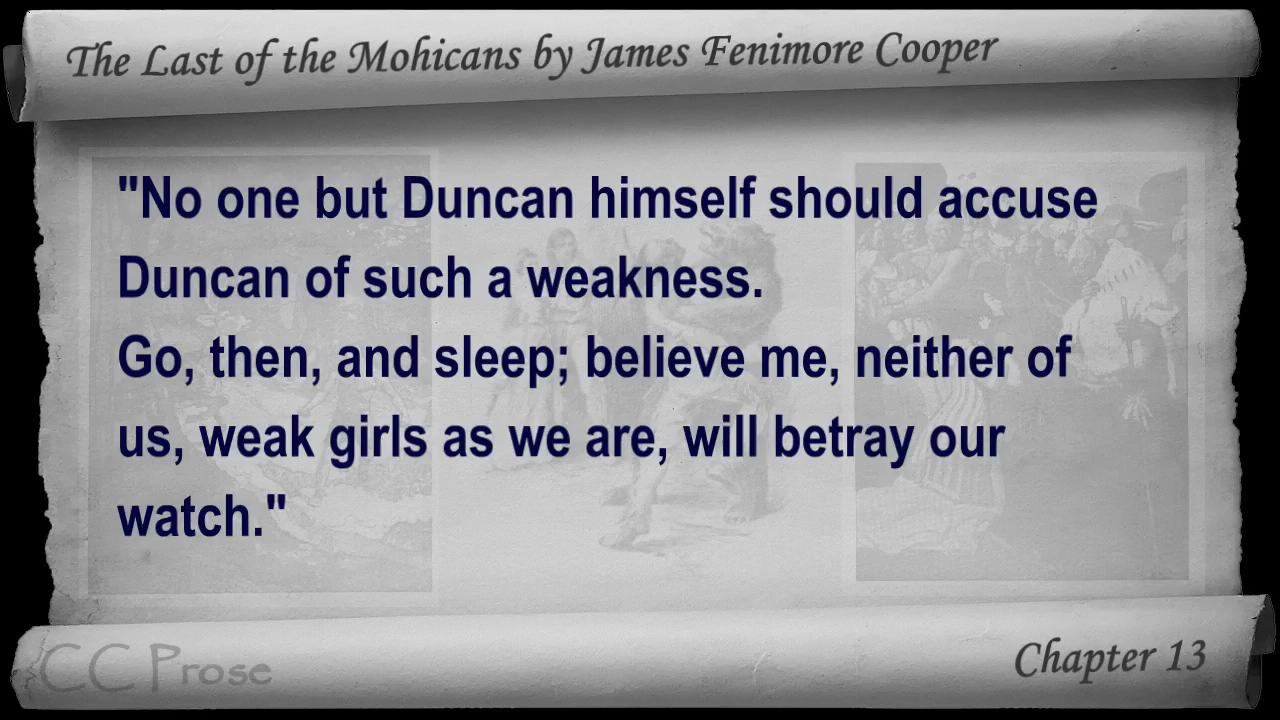 The Last of the Mohicans by James Fenimore Cooper
"No one but Duncan himself should accuse
Duncan of such a weakness.
Go, then, and sleep; believe me, neither of
us, weak girls as we are, will betray our
watch."
CC Prose
Chapter 13